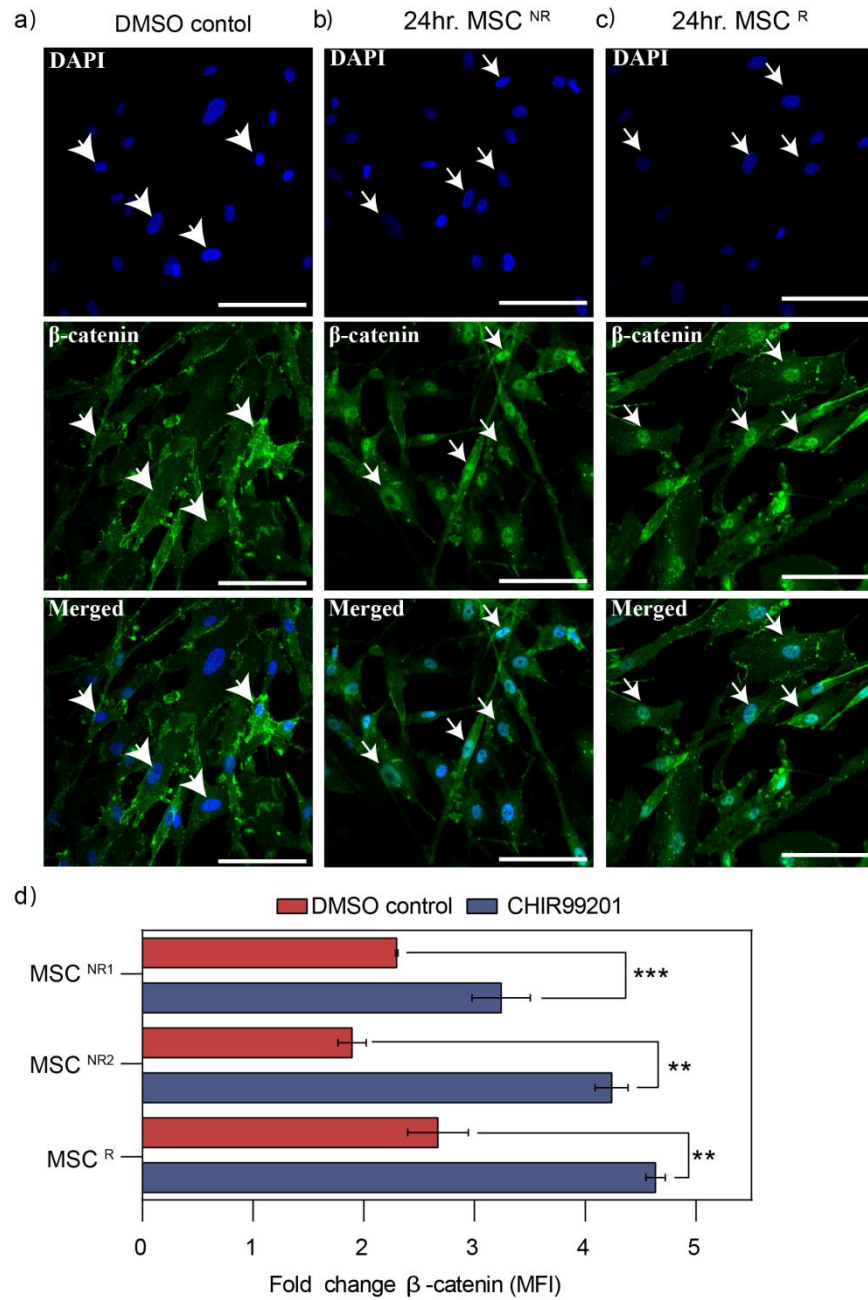 a) DMSO contol b) 24hr. MSC NR c) 24hr. MSC R
DAPI DAPI DAPI
β-catenin β-catenin β-catenin
Merged Merged Merged
d)
DMSO control CHIR99201
MSC NR1
***
MSC NR2
**
MSC R
**
0 1 2 3 4 5
Fold change β-catenin (MFI)